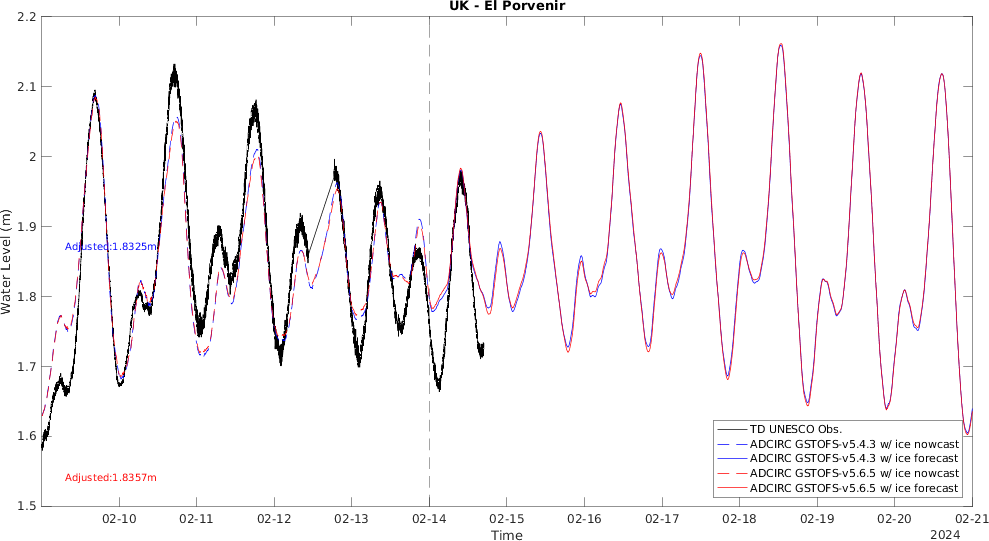 UK - El Porvenir
2.2
2.1
2
1.9
1.8
1.7
1.6
1.5
Water Level (m)
Adjusted:1.8325m
Adjusted:1.8357m
TD UNESCO Obs.
ADCIRC GSTOFS-v5.4.3 w/ ice nowcast
ADCIRC GSTOFS-v5.4.3 w/ ice forecast
ADCIRC GSTOFS-v5.6.5 w/ ice nowcast
ADCIRC GSTOFS-v5.6.5 w/ ice forecast
02-10 02-11 02-12 02-13 02-14 02-15 02-16 02-17 02-18 02-19 02-20 02-21
Time
2024